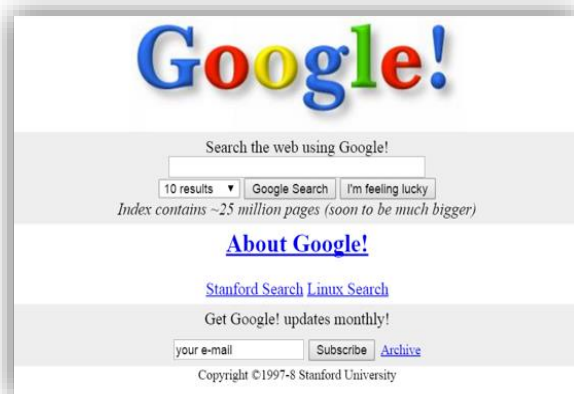 Google!
Search the web using Google!
10 results ▼ Google Search I'm feeling lucky
Index contains ~25 million pages (soon to be much bigger)
About Google!
Stanford Search Linux Search
Get Google! updates monthly!
your e-mail Subscribe Archive
Copyright ©1997-8 Stanford University